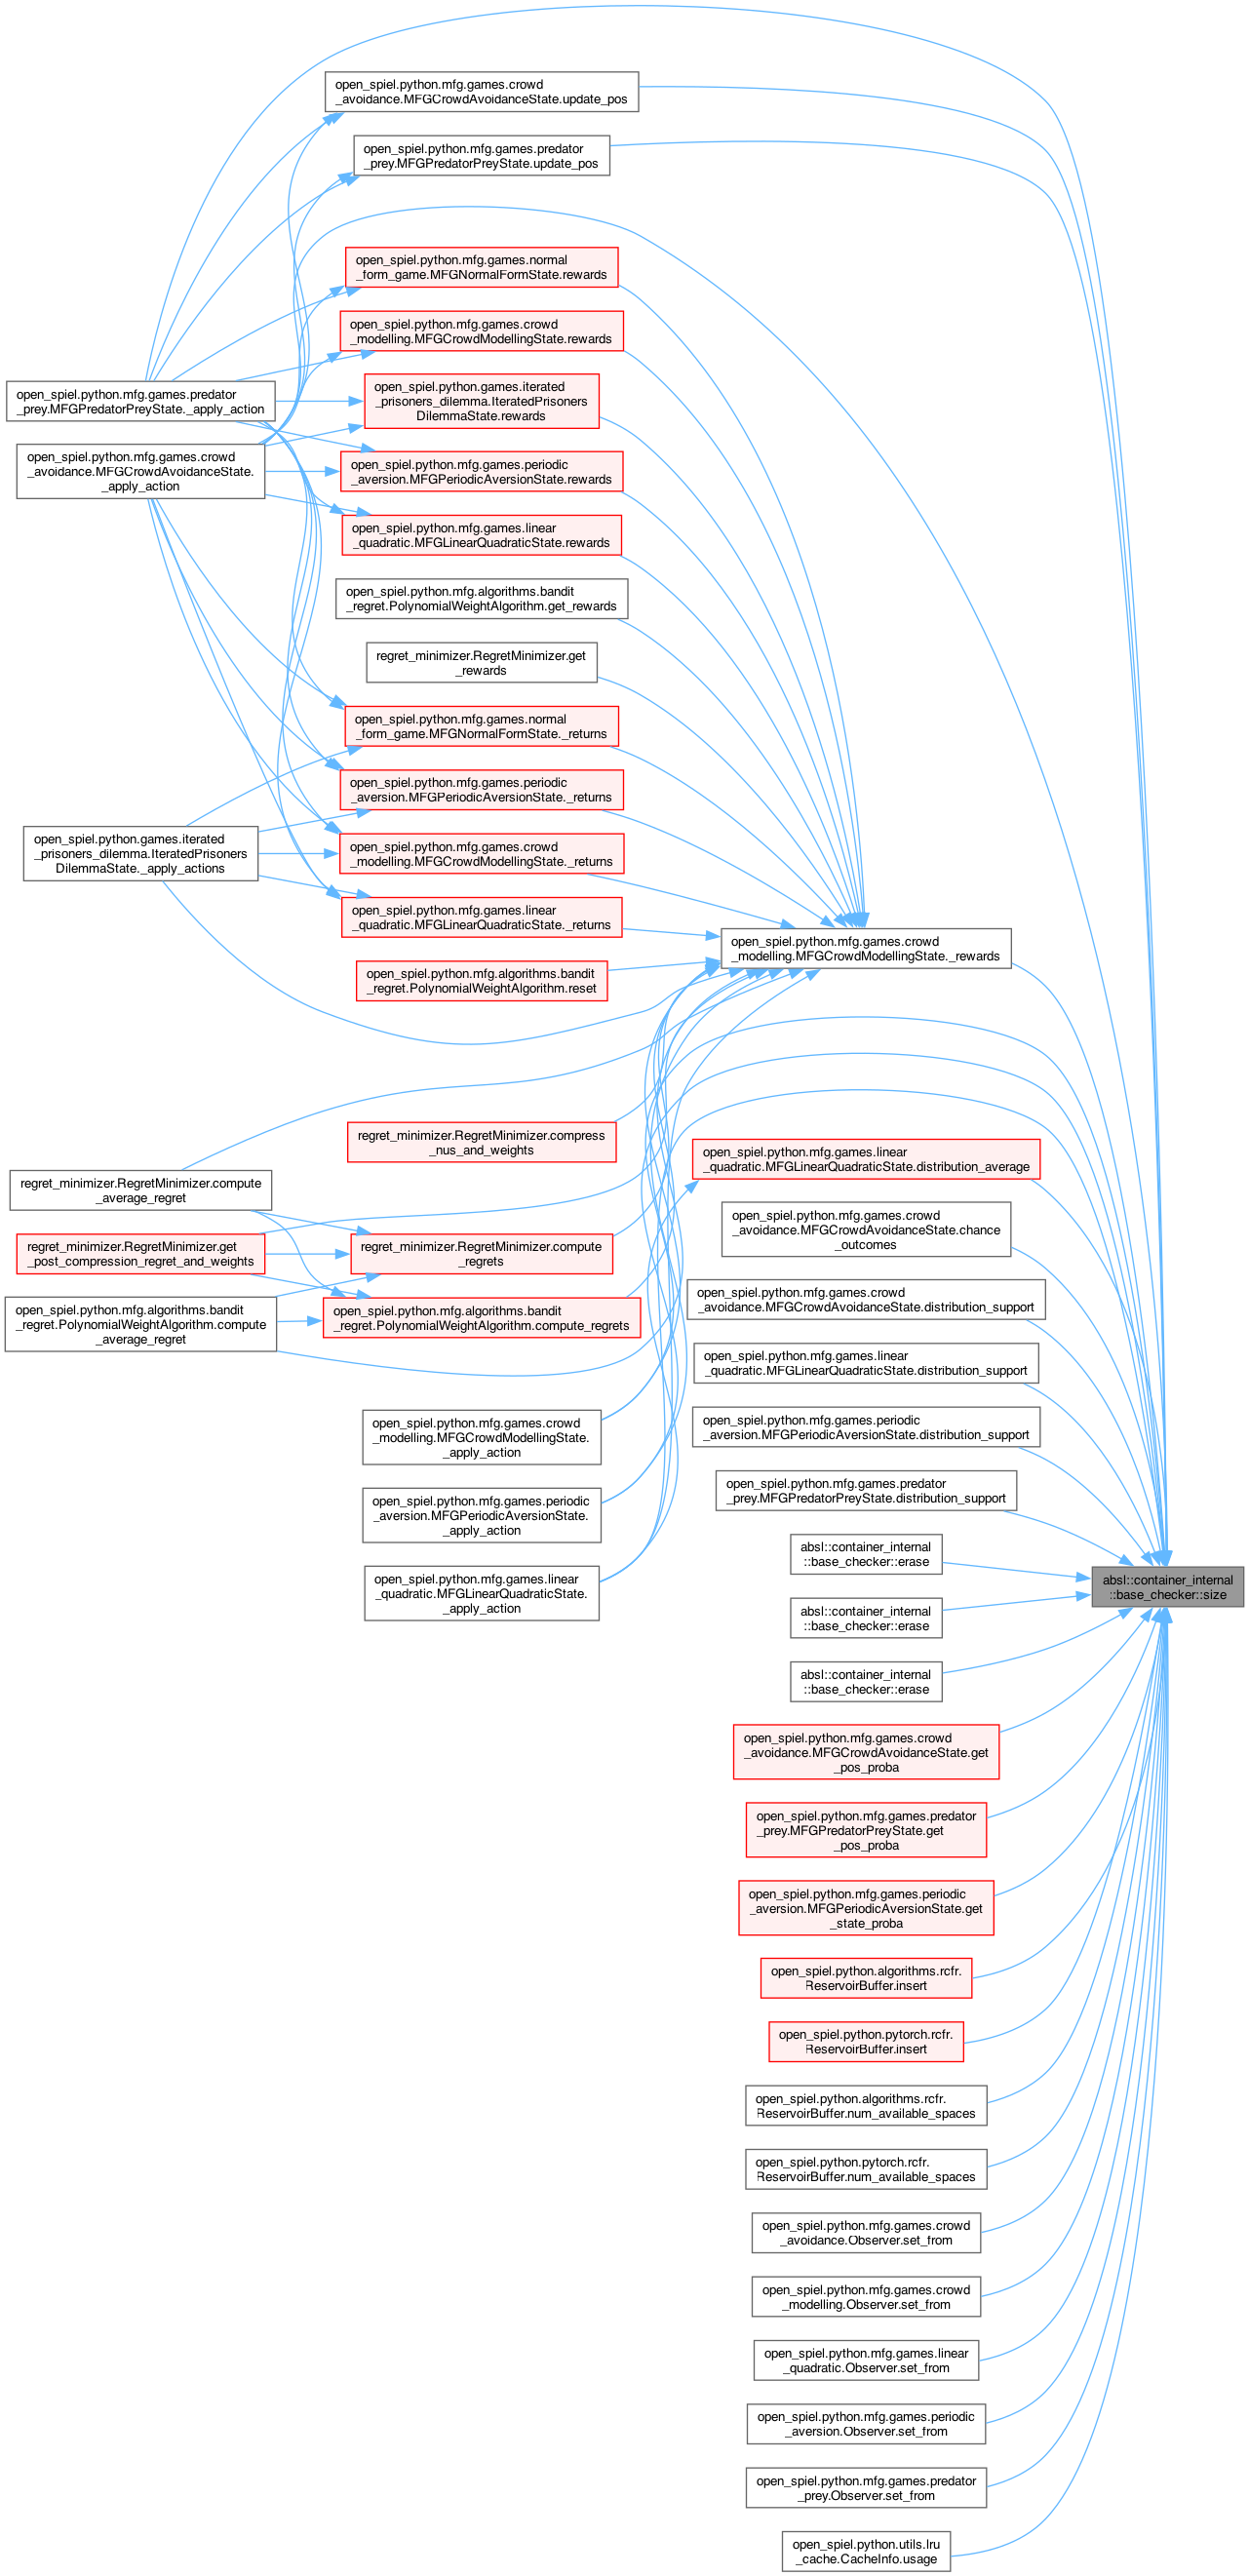 open_spiel.python.mfg.games.crowd
_avoidance.MFGCrowdAvoidanceState.update_pos
open_spiel.python.mfg.games.predator
_prey.MFGPredatorPreyState.update_pos
open_spiel.python.mfg.games.normal
_form_game.MFGNormalFormState.rewards
open_spiel.python.mfg.games.crowd
_modelling.MFGCrowdModellingState.rewards
open_spiel.python.mfg.games.predator
_prey.MFGPredatorPreyState._apply_action
open_spiel.python.games.iterated
_prisoners_dilemma.IteratedPrisoners
DilemmaState.rewards
open_spiel.python.mfg.games.crowd
_avoidance.MFGCrowdAvoidanceState.
_apply_action
open_spiel.python.mfg.games.periodic
_aversion.MFGPeriodicAversionState.rewards
open_spiel.python.mfg.games.linear
_quadratic.MFGLinearQuadraticState.rewards
open_spiel.python.mfg.algorithms.bandit
_regret.PolynomialWeightAlgorithm.get_rewards
regret_minimizer.RegretMinimizer.get
_rewards
open_spiel.python.mfg.games.normal
_form_game.MFGNormalFormState._returns
open_spiel.python.mfg.games.periodic
_aversion.MFGPeriodicAversionState._returns
open_spiel.python.games.iterated
_prisoners_dilemma.IteratedPrisoners
DilemmaState._apply_actions
open_spiel.python.mfg.games.crowd
_modelling.MFGCrowdModellingState._returns
open_spiel.python.mfg.games.linear
_quadratic.MFGLinearQuadraticState._returns
open_spiel.python.mfg.games.crowd
_modelling.MFGCrowdModellingState._rewards
open_spiel.python.mfg.algorithms.bandit
_regret.PolynomialWeightAlgorithm.reset
regret_minimizer.RegretMinimizer.compress
_nus_and_weights
open_spiel.python.mfg.games.linear
_quadratic.MFGLinearQuadraticState.distribution_average
regret_minimizer.RegretMinimizer.compute
_average_regret
open_spiel.python.mfg.games.crowd
_avoidance.MFGCrowdAvoidanceState.chance
_outcomes
regret_minimizer.RegretMinimizer.get
_post_compression_regret_and_weights
regret_minimizer.RegretMinimizer.compute
_regrets
open_spiel.python.mfg.games.crowd
_avoidance.MFGCrowdAvoidanceState.distribution_support
open_spiel.python.mfg.algorithms.bandit
_regret.PolynomialWeightAlgorithm.compute
_average_regret
open_spiel.python.mfg.algorithms.bandit
_regret.PolynomialWeightAlgorithm.compute_regrets
open_spiel.python.mfg.games.linear
_quadratic.MFGLinearQuadraticState.distribution_support
open_spiel.python.mfg.games.crowd
_modelling.MFGCrowdModellingState.
_apply_action
open_spiel.python.mfg.games.periodic
_aversion.MFGPeriodicAversionState.distribution_support
open_spiel.python.mfg.games.predator
_prey.MFGPredatorPreyState.distribution_support
open_spiel.python.mfg.games.periodic
_aversion.MFGPeriodicAversionState.
_apply_action
absl::container_internal
::base_checker::erase
open_spiel.python.mfg.games.linear
_quadratic.MFGLinearQuadraticState.
_apply_action
absl::container_internal
::base_checker::size
absl::container_internal
::base_checker::erase
absl::container_internal
::base_checker::erase
open_spiel.python.mfg.games.crowd
_avoidance.MFGCrowdAvoidanceState.get
_pos_proba
open_spiel.python.mfg.games.predator
_prey.MFGPredatorPreyState.get
_pos_proba
open_spiel.python.mfg.games.periodic
_aversion.MFGPeriodicAversionState.get
_state_proba
open_spiel.python.algorithms.rcfr.
ReservoirBuffer.insert
open_spiel.python.pytorch.rcfr.
ReservoirBuffer.insert
open_spiel.python.algorithms.rcfr.
ReservoirBuffer.num_available_spaces
open_spiel.python.pytorch.rcfr.
ReservoirBuffer.num_available_spaces
open_spiel.python.mfg.games.crowd
_avoidance.Observer.set_from
open_spiel.python.mfg.games.crowd
_modelling.Observer.set_from
open_spiel.python.mfg.games.linear
_quadratic.Observer.set_from
open_spiel.python.mfg.games.periodic
_aversion.Observer.set_from
open_spiel.python.mfg.games.predator
_prey.Observer.set_from
open_spiel.python.utils.lru
_cache.CacheInfo.usage